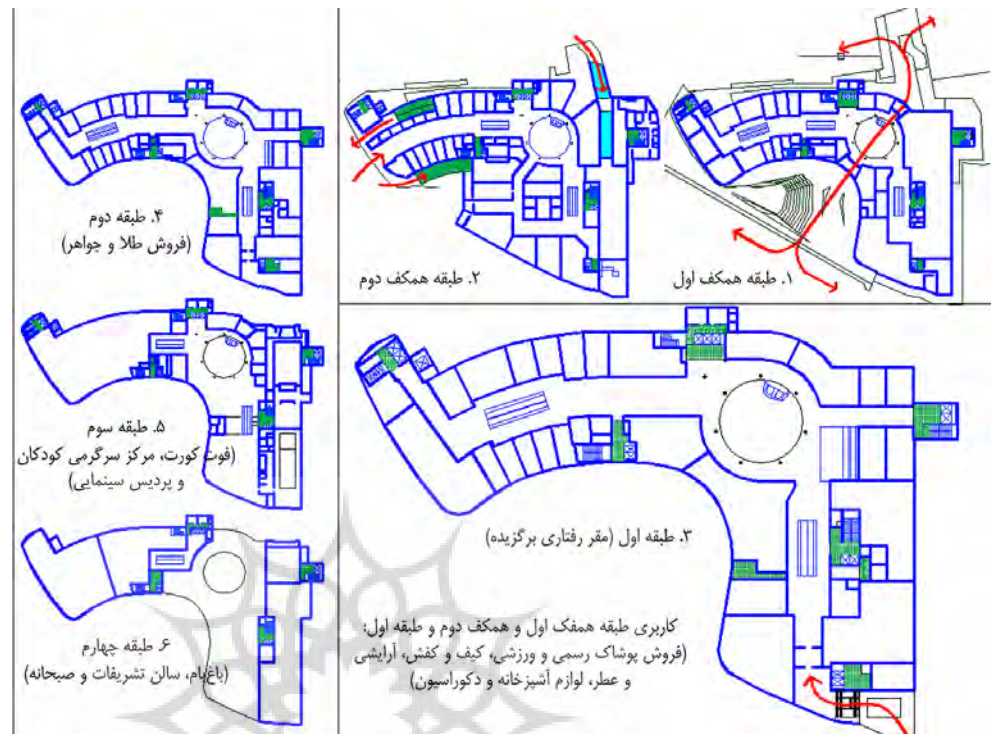 ۱. طبقه همکف اول
۲. طبقه همکف دوم
۳. طبقه اول (مقر رفتاری برگزیده)
کاربری طبقه همفک اول و همکف دوم و طبقه اول:
(فروش پوشاک رسمی و ورزشی، کیف و کفش، آرایشی
و عطر، لوازم آشپزخانه و دکوراسیون)
۴. طبقه دوم
(فروش طلا و جواهر)
۵. طبقه سوم
(فوت کورت، مرکز سرگرمی کودکان
و پردیس سینمایی)
۶. طبقه چهارم
(باغ‌بام، سالن تشریفات و صبحانه)